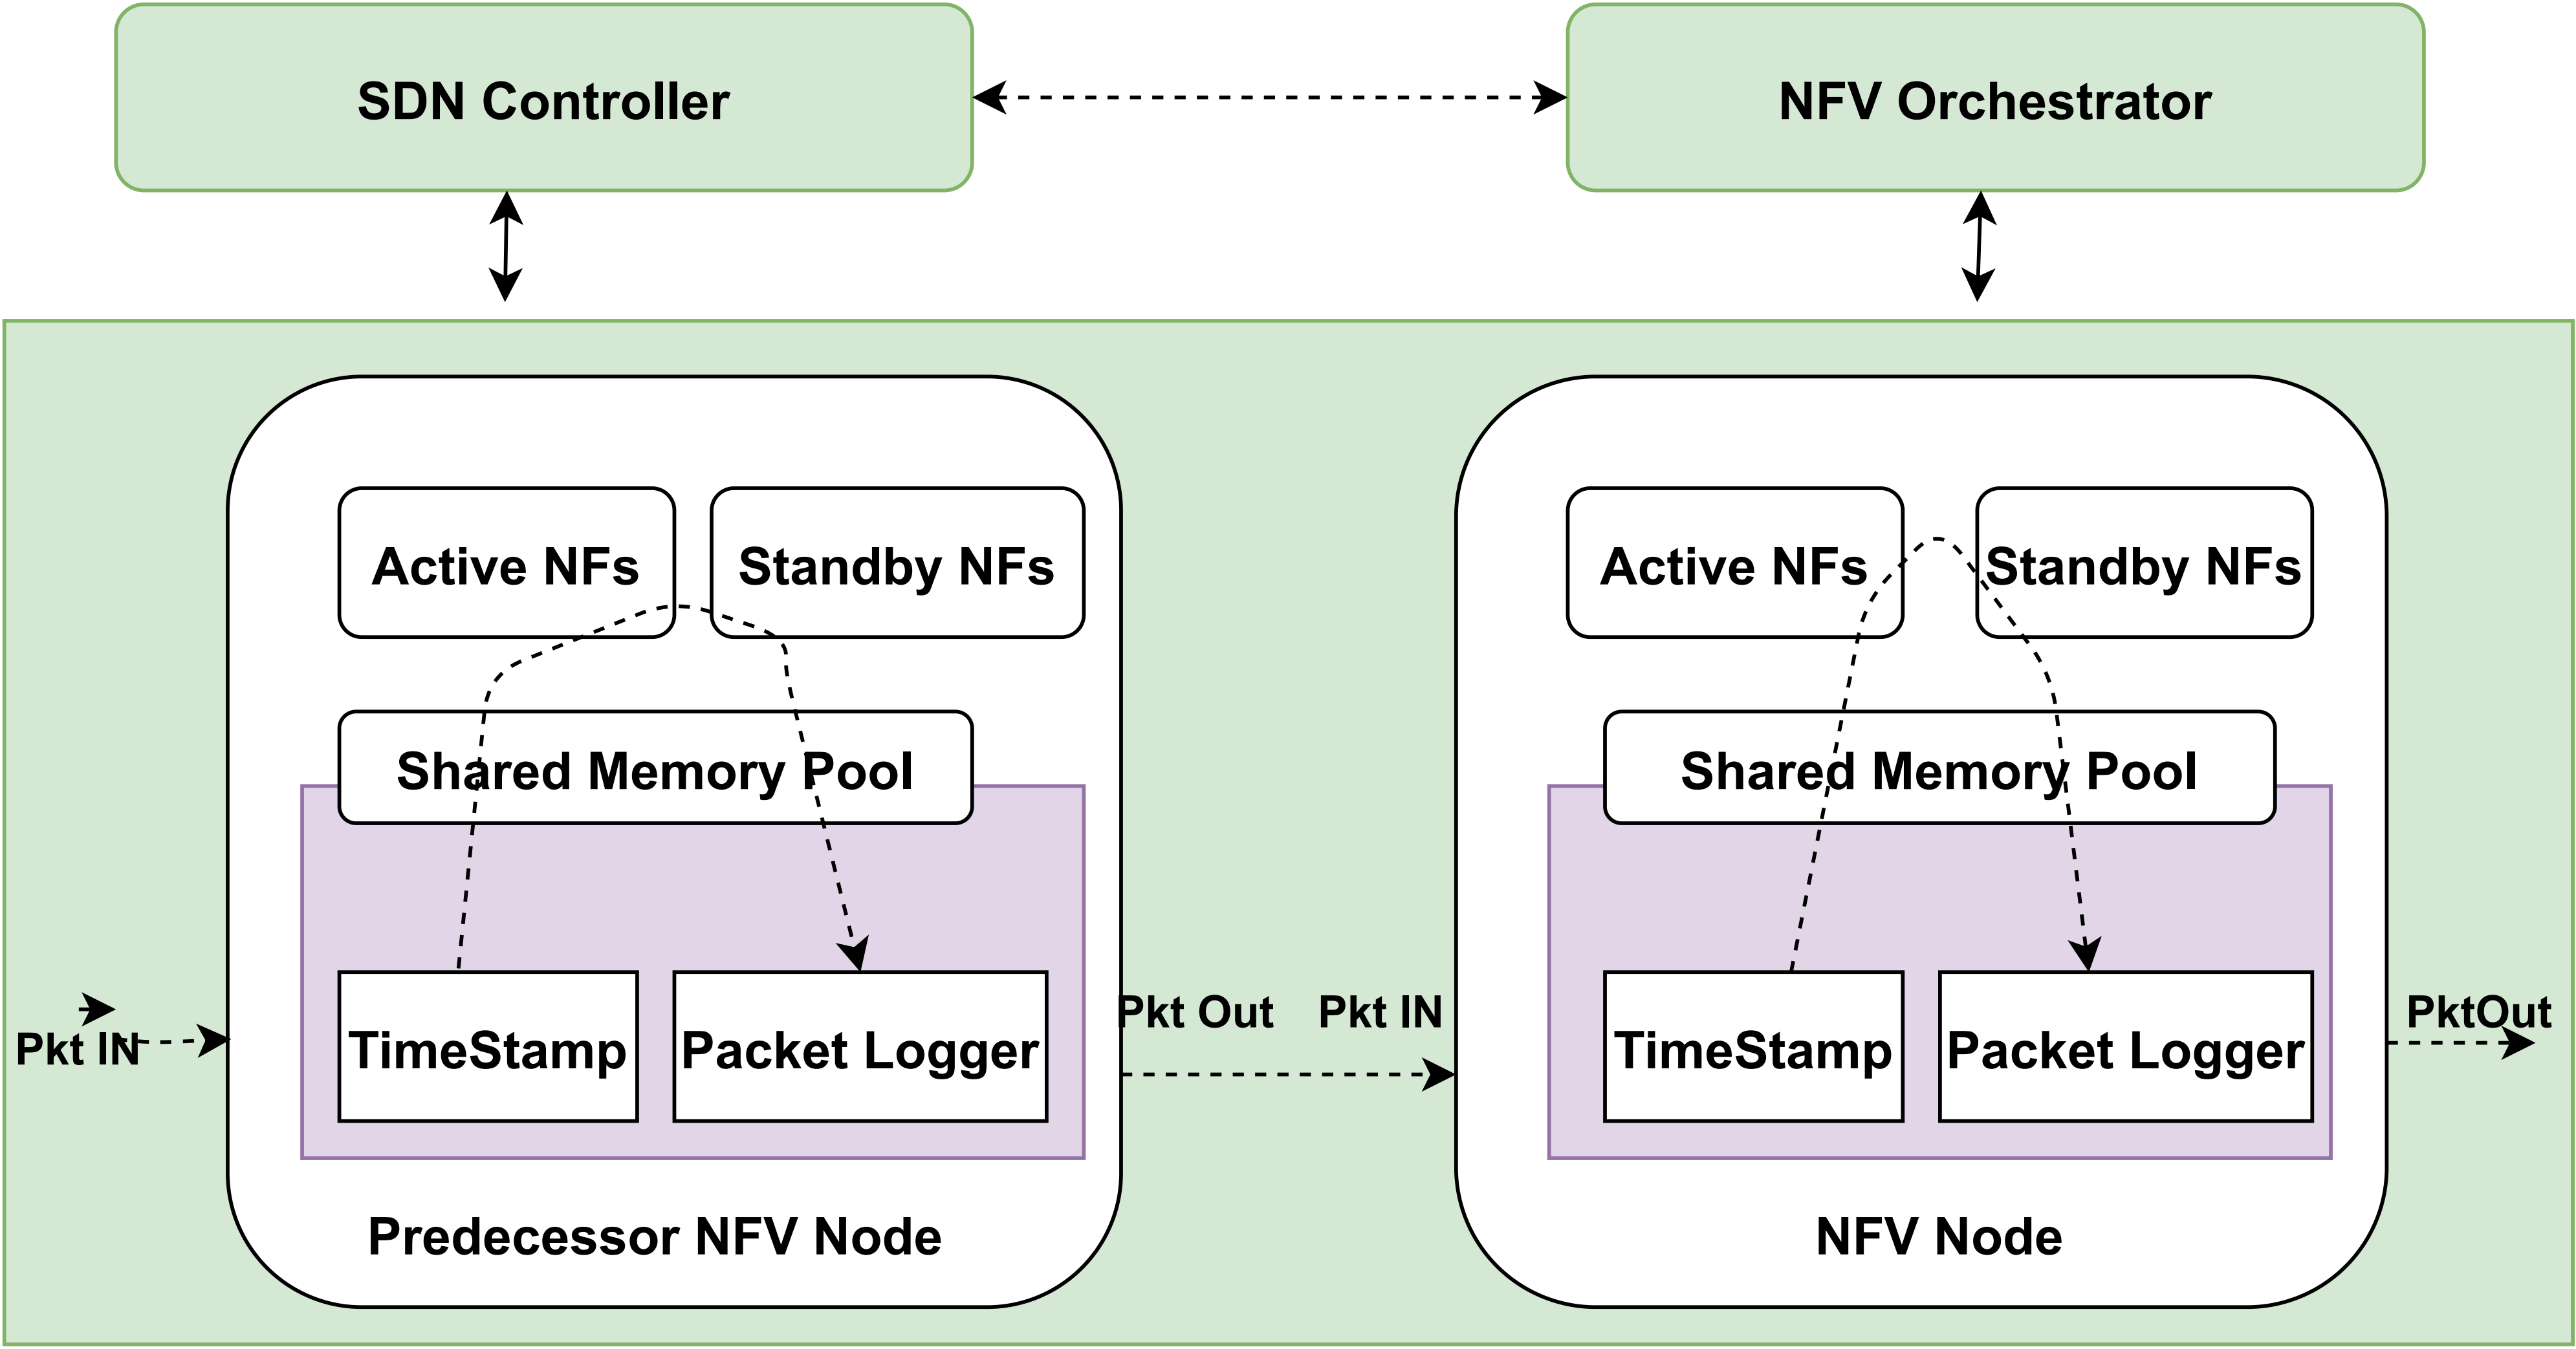 SDN Controller
NFV Orchestrator
Active NFs
Standby NFs
Shared Memory Pool
Pkt IN
TimeStamp
Packet Logger
Predecessor NFV Node
Pkt Out
Pkt IN
Active NFs
Standby NFs
Shared Memory Pool
TimeStamp
Packet Logger
NFV Node
PktOut